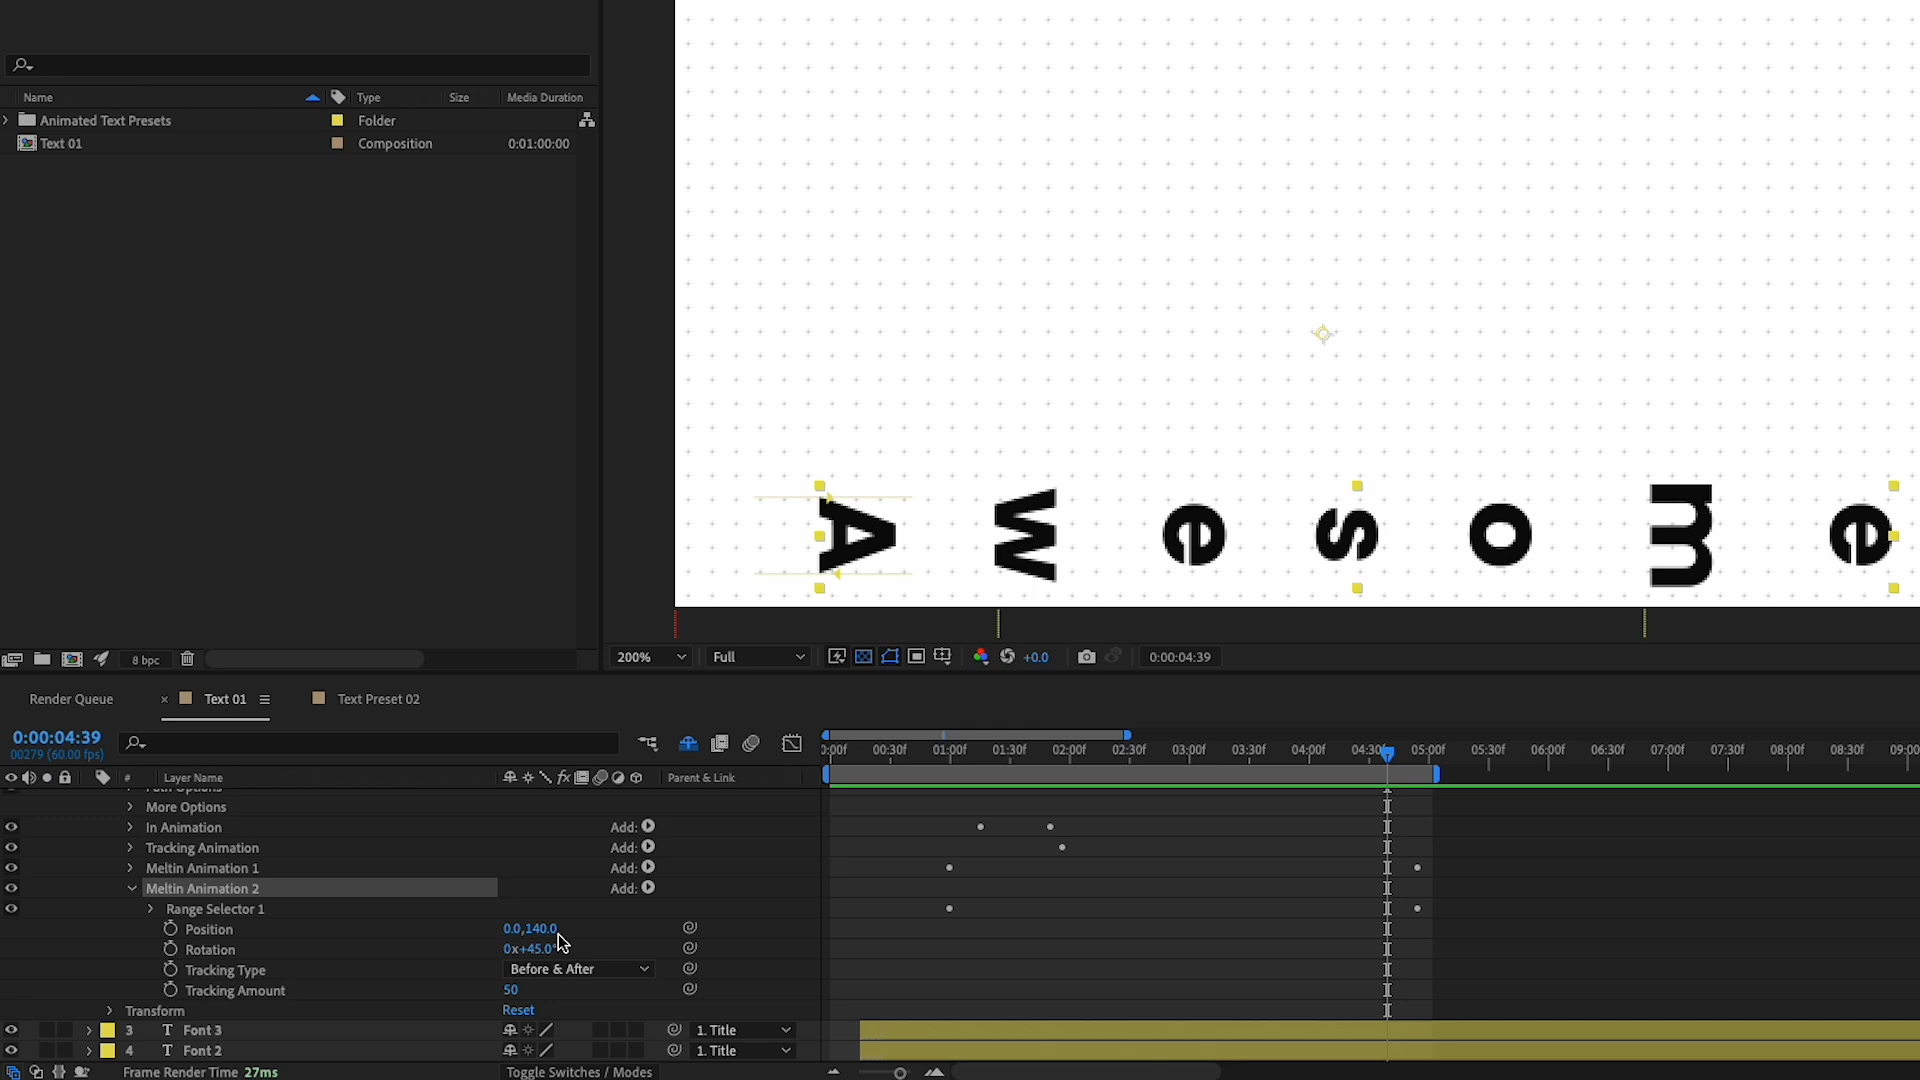 Name Type Size Media Duration
Animated Text Presets Folder
Text 01 Composition 0:01:00:00
A w e s o m e
8 bpc 200% Full +0.0 0:00:04:39
Render Queue × Text 01 Text Preset 02
0:00:04:39
00279 (60.00 fps)
0:00f 00:30f 01:00f 01:30f 02:00f 02:30f 03:00f 03:30f 04:00f 04:30f 05:00f 05:30f 06:00f 06:30f 07:00f 07:30f 08:00f 08:30f 09:00
# Layer Name fx Parent & Link
Path Options
More Options
In Animation Add:
Tracking Animation Add:
Meltin Animation 1 Add:
Meltin Animation 2 Add:
Range Selector 1
Position 0.0,140.0
Rotation 0x+45.0°
Tracking Type Before & After
Tracking Amount 50
Transform Reset
3 T Font 3 1. Title
4 T Font 2 1. Title
Frame Render Time 27ms Toggle Switches / Modes